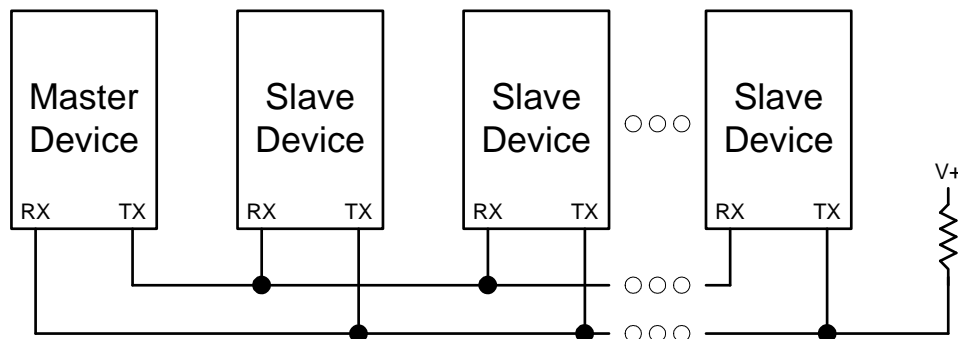 Master
Device
Slave
Device
Slave
Device
Slave
Device
RX
TX
RX
TX
RX
TX
RX
TX
V+